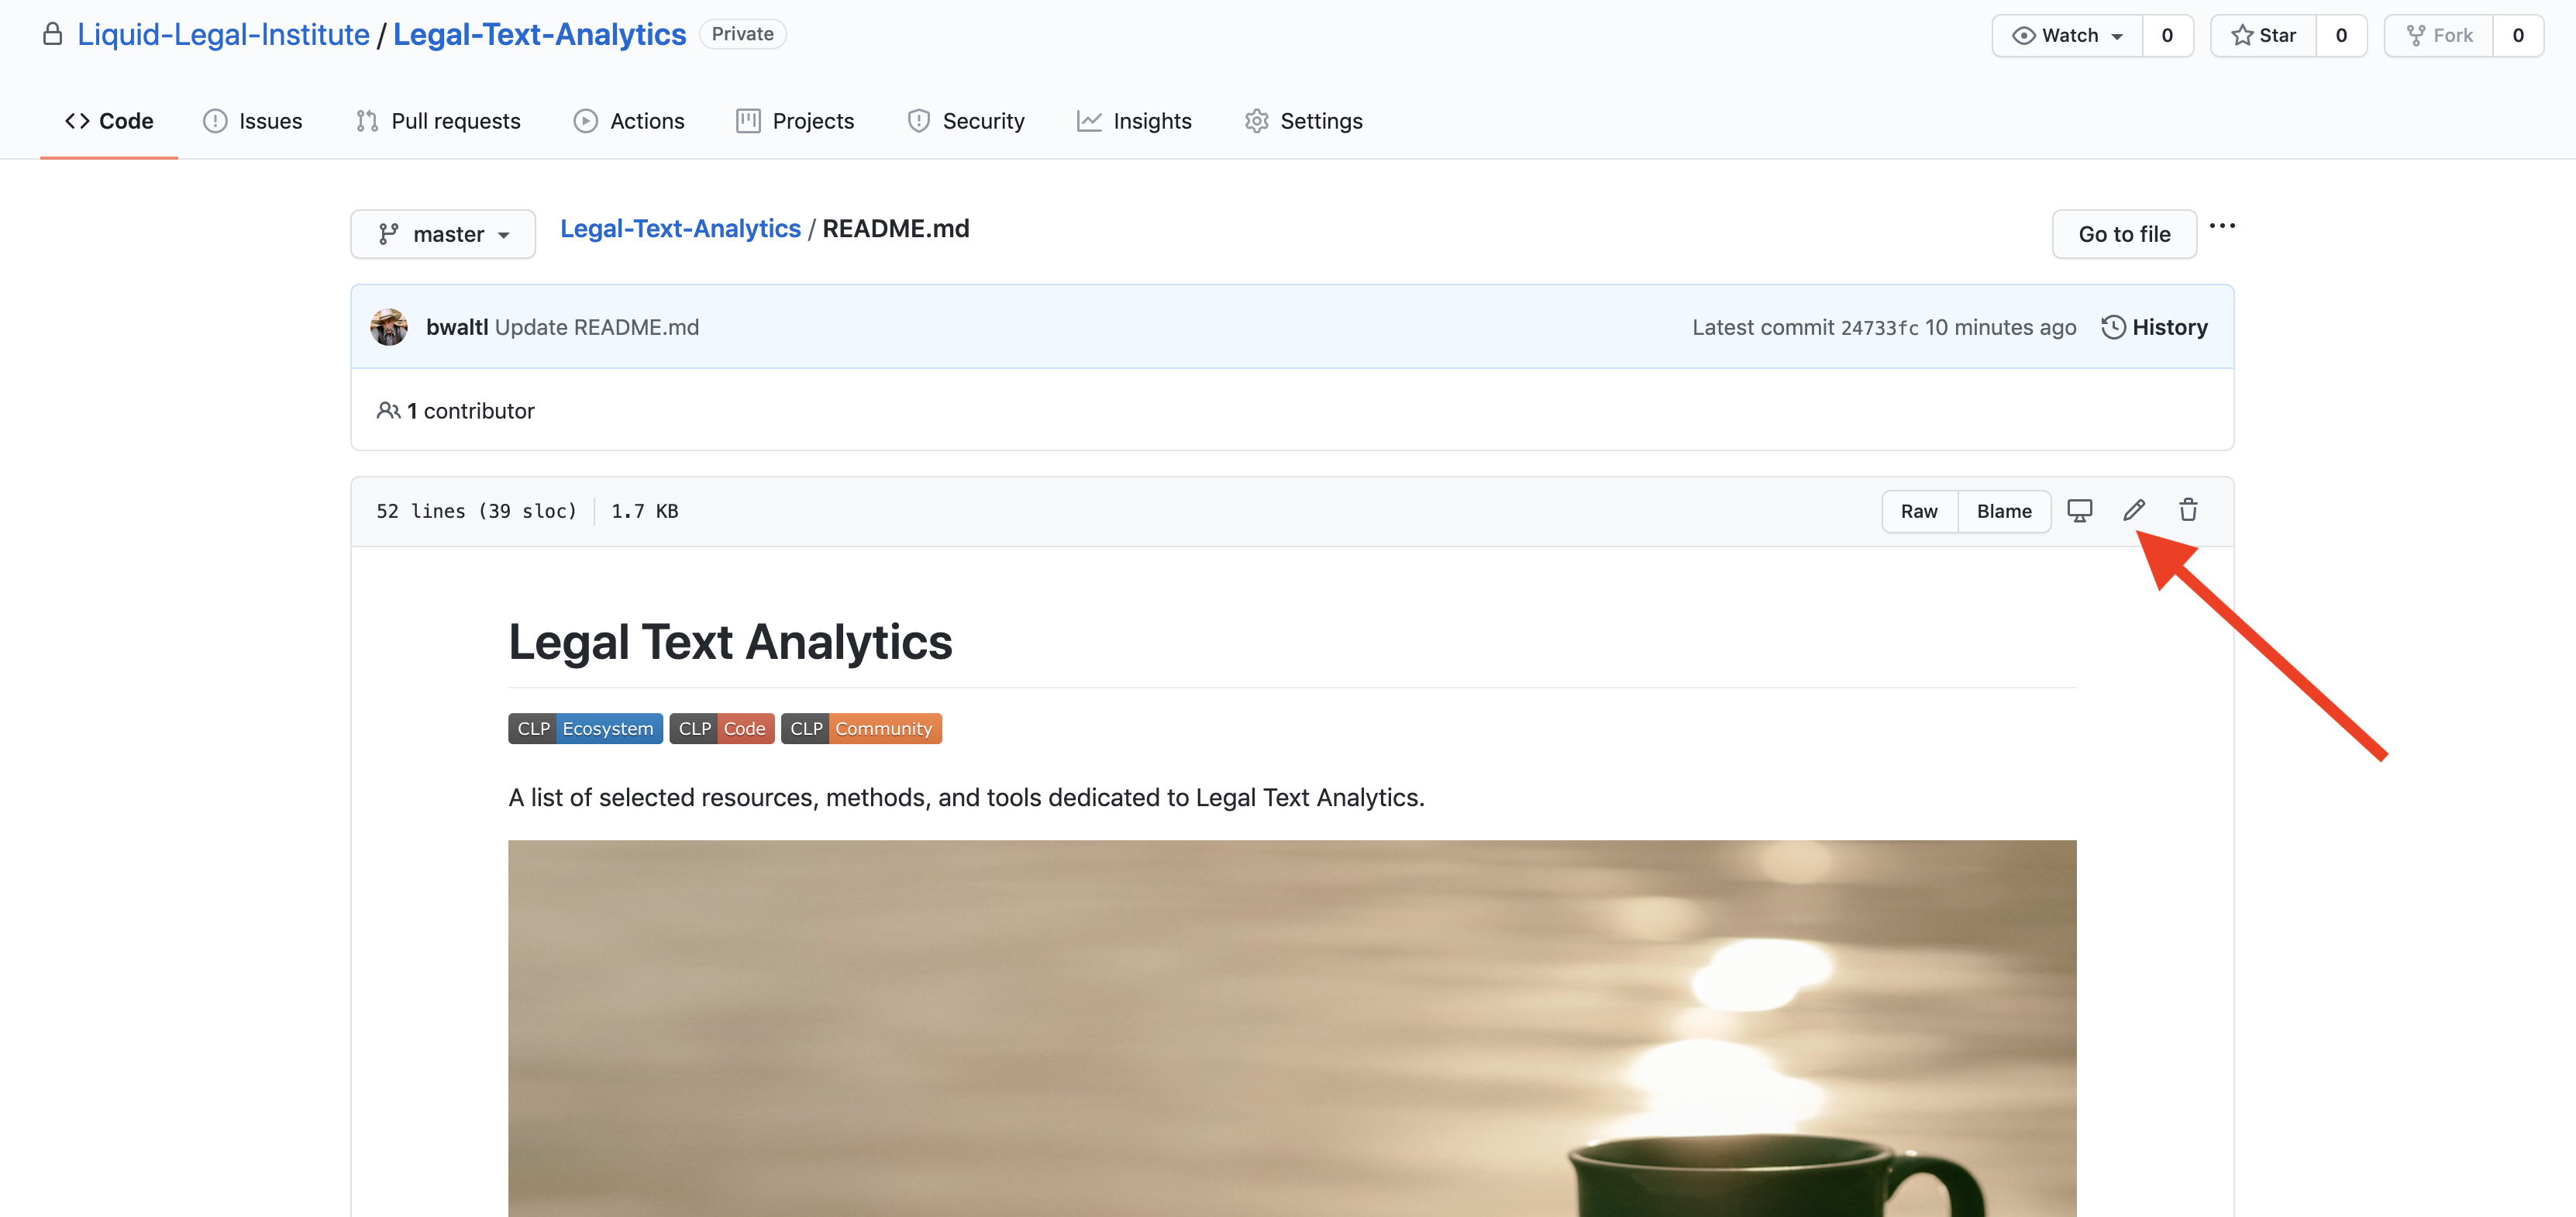 Liquid-Legal-Institute / Legal-Text-Analytics Private Watch 0 Star 0 Fork 0
Code Issues Pull requests Actions Projects Security Insights Settings
master Legal-Text-Analytics / README.md Go to file ...
bwaltl Update README.md Latest commit 24733fc 10 minutes ago History
1 contributor
52 lines (39 sloc) 1.7 KB Raw Blame
Legal Text Analytics
CLP Ecosystem CLP Code CLP Community
A list of selected resources, methods, and tools dedicated to Legal Text Analytics.